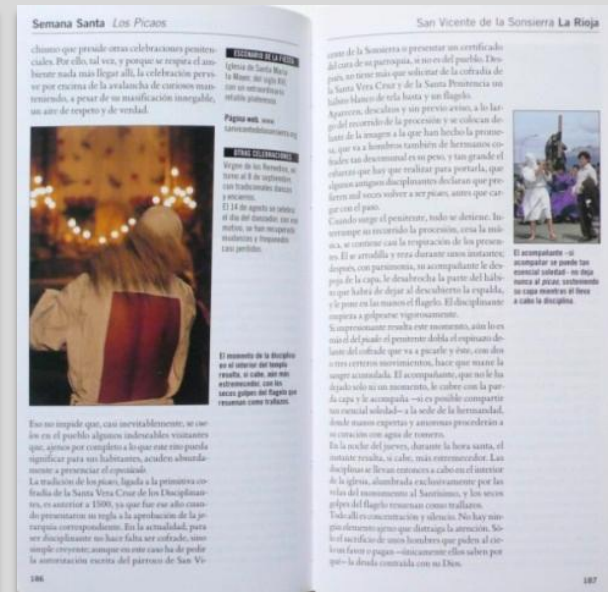 Semana Santa Los Picaos
chismo que preside otras celebraciones peniten-
ciales. Por ello, tal vez, y porque se respira el am-
biente nada más llegar allí, la celebración pervi-
ve por encima de la avalancha de curiosos man-
teniendo, a pesar de su masificación innegable,
un aire de respeto y de verdad.
ESCENARIO DE LA FIESTA
Iglesia de Santa María
la Mayor, del siglo XVI,
con un extraordinario
retablo plateresco.
Página web. www.
sanvicentedelasonsierra.org
OTRAS CELEBRACIONES
Virgen de los Remedios, en
torno al 8 de septiembre,
con tradicionales danzas
y encierros.
El 14 de agosto se celebra
el día del danzador, con ese
motivo, se han recuperado
mudanzas y troqueados
casi perdidos.
El momento de la disciplina
en el interior del templo
resulta, si cabe, aún más
estremecedor, con los
secos golpes del flagelo que
resuenan como trallazos.
Eso no impide que, casi inevitablemente, se cue-
len en el pueblo algunos indeseables visitantes
que, ajenos por completo a lo que este rito pueda
significar para sus habitantes, acuden absurda-
mente a presenciar el espectáculo.
La tradición de los picaos, ligada a la primitiva co-
fradía de la Santa Vera Cruz de los Disciplinan-
tes, es anterior a 1500, ya que fue ese año cuan-
do presentaron su regla a la aprobación de la je-
rarquía correspondiente. En la actualidad, para
ser disciplinante no hace falta ser cofrade, sino
simple creyente; aunque en este caso ha de pedir
la autorización escrita del párroco de San Vi-
186
San Vicente de la Sonsierra La Rioja
cente de la Sonsierra o presentar un certificado
del cura de su parroquia, si no es del pueblo. Des-
pués, no tiene más que solicitar de la cofradía de
la Santa Vera Cruz y de la Santa Penitencia un
hábito blanco de tela basta y un flagelo.
Aparecen, descalzos y sin previo aviso, a lo lar-
go del recorrido de la procesión y se colocan de-
lante de la imagen a la que han hecho la prome-
sa, que va a hombros también de hermanos co-
frades tan descomunal es su peso, y tan grande el
esfuerzo que hay que realizar para portarla, que
algunos antiguos disciplinantes declaran que pre-
fieren mil veces volver a ser picaos, antes que car-
gar con el paso.
Cuando surge el penitente, todo se detiene. In-
terrumpe su recorrido la procesión, cesa la mú-
sica, se contiene casi la respiración de los presen-
tes. Él se arrodilla y reza durante unos instantes;
después, con parsimonia, su acompañante le des-
poja de la capa, le desabrocha la parte del hábi-
to que habrá de dejar al descubierto la espalda,
y le pone en las manos el flagelo. El disciplinante
empieza a golpearse vigorosamente.
Si impresionante resulta este momento, aún lo es
más el del picado: el penitente dobla el espinazo de-
lante del cofrade que va a picarle y éste, con dos
o tres certeros movimientos, hace que mane la
sangre acomodada. El acompañante, que no le ha
dejado solo ni un momento, le cubre con la par-
da capa y le acompaña —si es posible compartir
tan esencial soledad— a la sede de la hermandad,
donde manos expertas y amorosas procederán a
su curación con agua de romero.
En la noche del jueves, durante la hora santa, el
instante resulta, si cabe, más estremecedor. Las
disciplinas se llevan entonces a cabo en el interior
de la iglesia, alumbrada exclusivamente por las
velas del monumento al Santísimo, y los secos
golpes del flagelo resuenan como trallazos.
Todo allí es concentración y silencio. No hay nin-
gún elemento ajeno que distraiga la atención. Só-
lo el sacrificio de unos hombres que piden al cie-
lo un favor o pagan —únicamente ellos saben por
qué— la deuda contraída con su Dios.
El acompañante –si
acompañar se puede tan
esencial soledad– no deja
nunca al picao, sosteniendo
su capa mientras él lleva
a cabo la disciplina.
187